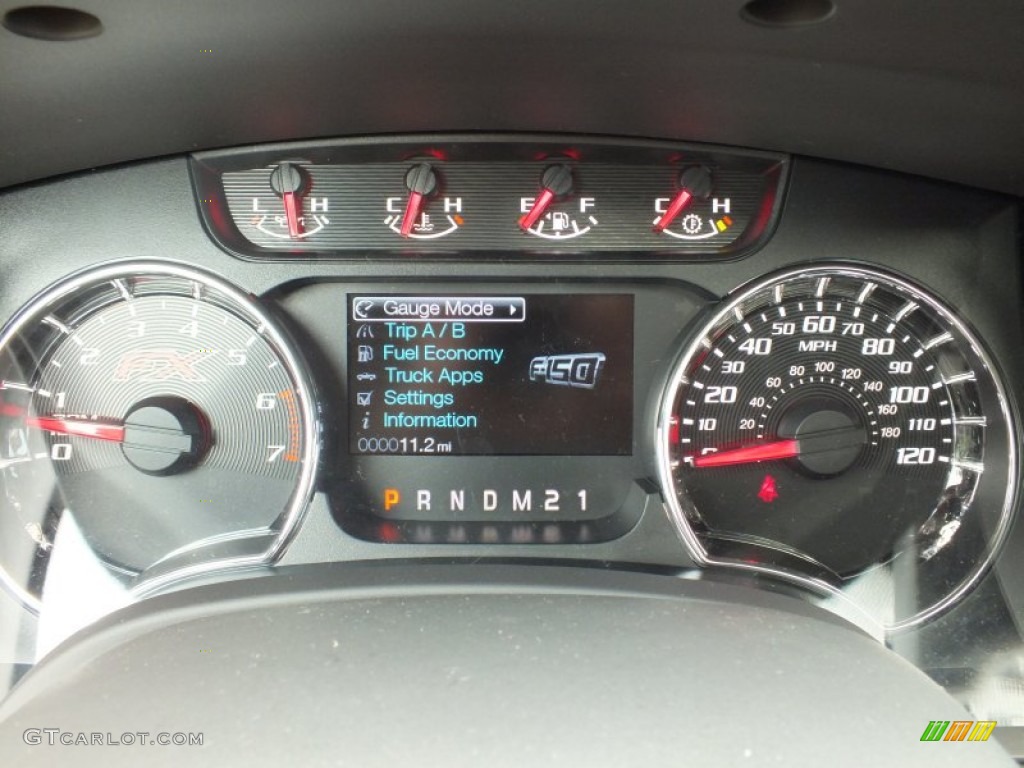 L H C H E F C H
Gauge Mode
Trip A / B
Fuel Economy
Truck Apps
Settings
Information
000011.2 mi
F150
P R N D M 2 1
0 1 2 3 4 5 6 7
FX
0 10 20 30 40 50 60 70 80 90 100 110 120
MPH
20 40 60 80 100 120 140 160 180
GTCARLOT.COM